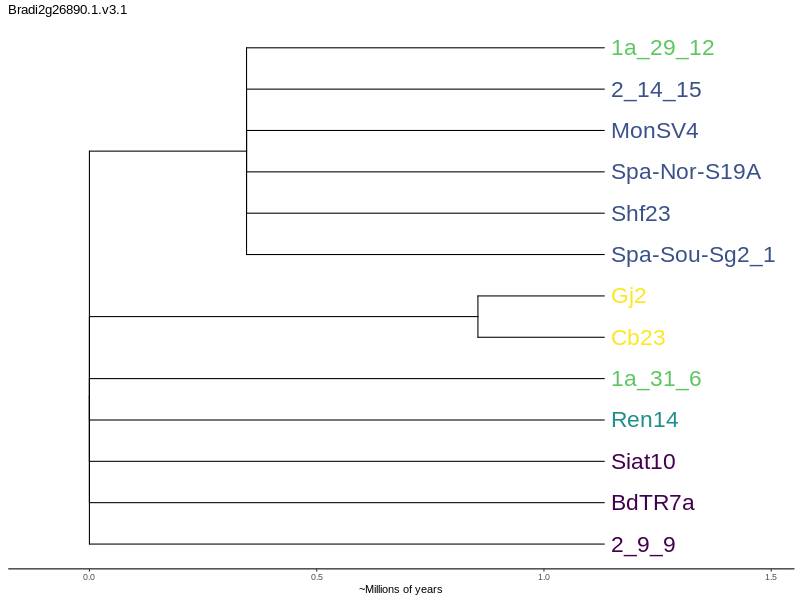 Bradi2g26890.1.v3.1
1a_29_12
2_14_15
MonSV4
Spa-Nor-S19A
Shf23
Spa-Sou-Sg2_1
Gj2
Cb23
1a_31_6
Ren14
Siat10
BdTR7a
2_9_9
0.0 0.5 1.0 1.5
~Millions of years